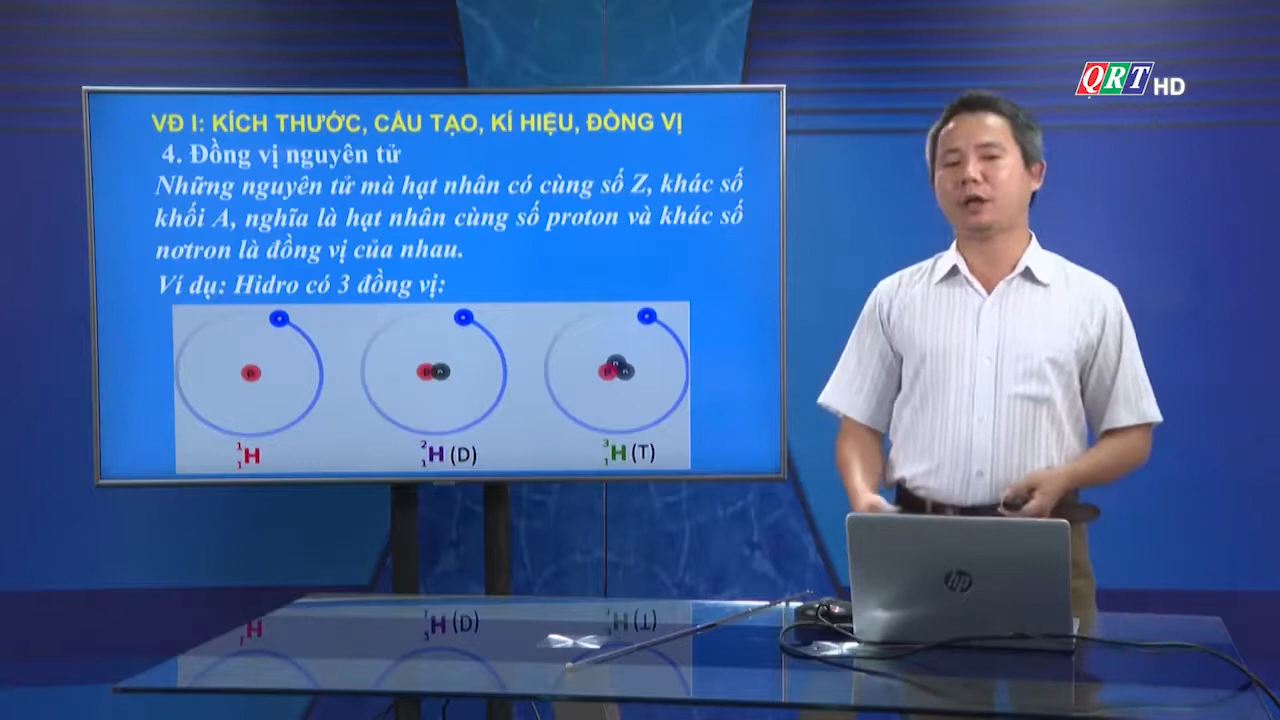 QRT HD
VĐ I: KÍCH THƯỚC, CẤU TẠO, KÍ HIỆU, ĐỒNG VỊ
4. Đồng vị nguyên tử
Những nguyên tử mà hạt nhân có cùng số Z, khác số
khối A, nghĩa là hạt nhân cùng số proton và khác số
nơtron là đồng vị của nhau.
Ví dụ: Hidro có 3 đồng vị:
¹₁H ²₁H (D) ³₁H (T)
hp